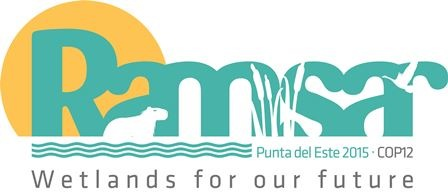 Ramsar
Punta del Este 2015 · COP12
Wetlands for our future